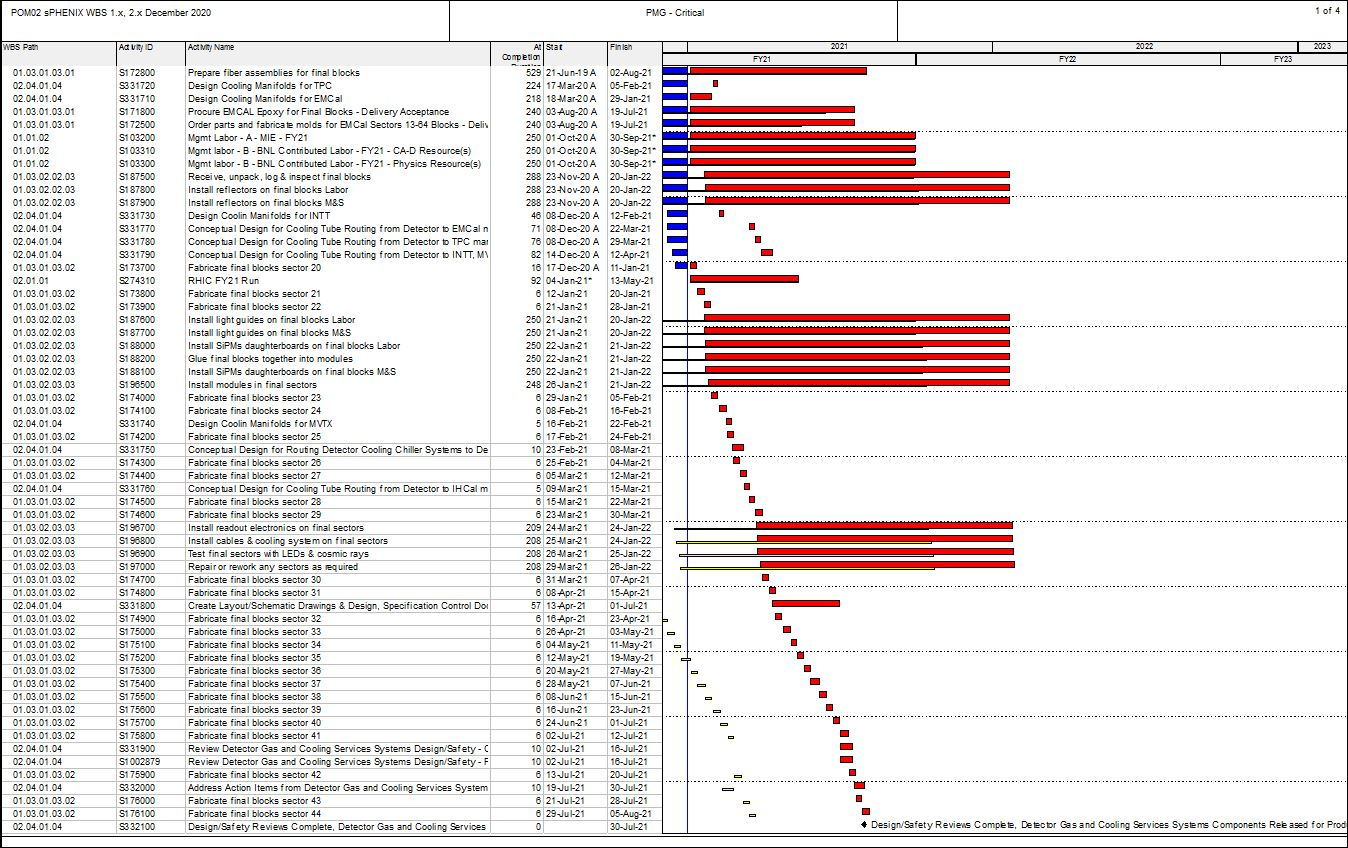 POM02 sPHENIX WBS 1.x, 2.x December 2020 PMG - Critical 1 of 4
WBS Path Activity ID Activity Name At Completion Start Finish 2021 2022 2023
FY21 FY22 FY23
01.03.01.03.01 S172800 Prepare fiber assemblies for final blocks 529 21-Jun-19 A 02-Aug-21
02.04.01.04 S331720 Design Cooling Manifolds for TPC 224 17-Mar-20 A 05-Feb-21
02.04.01.04 S331710 Design Cooling Manifolds for EMCal 218 18-Mar-20 A 29-Jan-21
01.03.01.03.01 S171800 Procure EMCAL Epoxy for Final Blocks - Delivery Acceptance 240 03-Aug-20 A 19-Jul-21
01.03.01.03.01 S172500 Order parts and fabricate molds for EMCal Sectors 13-64 Blocks - Deliv 240 03-Aug-20 A 19-Jul-21
01.01.02 S103200 Mgmt Labor - A - MIE - FY21 250 01-Oct-20 A 30-Sep-21*
01.01.02 S103310 Mgmt labor - B - BNL Contributed Labor - FY21 - CA-D Resource(s) 250 01-Oct-20 A 30-Sep-21*
01.01.02 S103300 Mgmt labor - B - BNL Contributed Labor - FY21 - Physics Resource(s) 250 01-Oct-20 A 30-Sep-21*
01.03.02.02.03 S187500 Receive, unpack, log & inspect final blocks 288 23-Nov-20 A 20-Jan-22
01.03.02.02.03 S187800 Install reflectors on final blocks Labor 288 23-Nov-20 A 20-Jan-22
01.03.02.02.03 S187900 Install reflectors on final blocks M&S 288 23-Nov-20 A 20-Jan-22
02.04.01.04 S331730 Design Coolin Manifolds for INTT 46 08-Dec-20 A 12-Feb-21
02.04.01.04 S331770 Conceptual Design for Cooling Tube Routing from Detector to EMCal m 71 08-Dec-20 A 22-Mar-21
02.04.01.04 S331780 Conceptual Design for Cooling Tube Routing from Detector to TPC mar 76 08-Dec-20 A 29-Mar-21
02.04.01.04 S331790 Conceptual Design for Cooling Tube Routing from Detector to INTT, MV 82 14-Dec-20 A 12-Apr-21
01.03.01.03.02 S173700 Fabricate final blocks sector 20 16 17-Dec-20 A 11-Jan-21
02.01.01 S274310 RHIC FY21 Run 92 04-Jan-21* 13-May-21
01.03.01.03.02 S173800 Fabricate final blocks sector 21 6 12-Jan-21 20-Jan-21
01.03.01.03.02 S173900 Fabricate final blocks sector 22 6 21-Jan-21 28-Jan-21
01.03.02.02.03 S187600 Install light guides on final blocks Labor 250 21-Jan-21 20-Jan-22
01.03.02.02.03 S187700 Install light guides on final blocks M&S 250 21-Jan-21 20-Jan-22
01.03.02.02.03 S188000 Install SiPMs daughterboards on final blocks Labor 250 22-Jan-21 21-Jan-22
01.03.02.02.03 S188200 Glue final blocks together into modules 250 22-Jan-21 21-Jan-22
01.03.02.02.03 S188100 Install SiPMs daughterboards on final blocks M&S 250 22-Jan-21 21-Jan-22
01.03.02.03.03 S196500 Install modules in final sectors 248 26-Jan-21 21-Jan-22
01.03.01.03.02 S174000 Fabricate final blocks sector 23 6 29-Jan-21 05-Feb-21
01.03.01.03.02 S174100 Fabricate final blocks sector 24 6 08-Feb-21 16-Feb-21
02.04.01.04 S331740 Design Coolin Manifolds for MVTX 5 16-Feb-21 22-Feb-21
01.03.01.03.02 S174200 Fabricate final blocks sector 25 6 17-Feb-21 24-Feb-21
02.04.01.04 S331750 Conceptual Design for Routing Detector Cooling Chiller Systems to De 10 23-Feb-21 08-Mar-21
01.03.01.03.02 S174300 Fabricate final blocks sector 26 6 25-Feb-21 04-Mar-21
01.03.01.03.02 S174400 Fabricate final blocks sector 27 6 05-Mar-21 12-Mar-21
02.04.01.04 S331760 Conceptual Design for Cooling Tube Routing from Detector to IHCal m 5 09-Mar-21 15-Mar-21
01.03.01.03.02 S174500 Fabricate final blocks sector 28 6 15-Mar-21 22-Mar-21
01.03.01.03.02 S174600 Fabricate final blocks sector 29 6 23-Mar-21 30-Mar-21
01.03.02.03.03 S196700 Install readout electronics on final sectors 209 24-Mar-21 24-Jan-22
01.03.02.03.03 S196800 Install cables & cooling system on final sectors 208 25-Mar-21 24-Jan-22
01.03.02.03.03 S196900 Test final sectors with LEDs & cosmic rays 208 26-Mar-21 25-Jan-22
01.03.02.03.03 S197000 Repair or rework any sectors as required 208 29-Mar-21 26-Jan-22
01.03.01.03.02 S174700 Fabricate final blocks sector 30 6 31-Mar-21 07-Apr-21
01.03.01.03.02 S174800 Fabricate final blocks sector 31 6 08-Apr-21 15-Apr-21
02.04.01.04 S331800 Create Layout/Schematic Drawings & Design, Specification Control Do 57 13-Apr-21 01-Jul-21
01.03.01.03.02 S174900 Fabricate final blocks sector 32 6 16-Apr-21 23-Apr-21
01.03.01.03.02 S175000 Fabricate final blocks sector 33 6 26-Apr-21 03-May-21
01.03.01.03.02 S175100 Fabricate final blocks sector 34 6 04-May-21 11-May-21
01.03.01.03.02 S175200 Fabricate final blocks sector 35 6 12-May-21 19-May-21
01.03.01.03.02 S175300 Fabricate final blocks sector 36 6 20-May-21 27-May-21
01.03.01.03.02 S175400 Fabricate final blocks sector 37 6 28-May-21 07-Jun-21
01.03.01.03.02 S175500 Fabricate final blocks sector 38 6 08-Jun-21 15-Jun-21
01.03.01.03.02 S175600 Fabricate final blocks sector 39 6 16-Jun-21 23-Jun-21
01.03.01.03.02 S175700 Fabricate final blocks sector 40 6 24-Jun-21 01-Jul-21
01.03.01.03.02 S175800 Fabricate final blocks sector 41 6 02-Jul-21 12-Jul-21
02.04.01.04 S331900 Review Detector Gas and Cooling Services Systems Design/Safety - C 10 02-Jul-21 16-Jul-21
02.04.01.04 S1002879 Review Detector Gas and Cooling Services Systems Design/Safety - F 10 02-Jul-21 16-Jul-21
01.03.01.03.02 S175900 Fabricate final blocks sector 42 6 13-Jul-21 20-Jul-21
02.04.01.04 S332000 Address Action Items from Detector Gas and Cooling Services System 10 19-Jul-21 30-Jul-21
01.03.01.03.02 S176000 Fabricate final blocks sector 43 6 21-Jul-21 28-Jul-21
01.03.01.03.02 S176100 Fabricate final blocks sector 44 6 29-Jul-21 05-Aug-21
02.04.01.04 S332100 Design/Safety Reviews Complete, Detector Gas and Cooling Services 0 30-Jul-21 Design/Safety Reviews Complete, Detector Gas and Cooling Services Systems Components Released for Prod